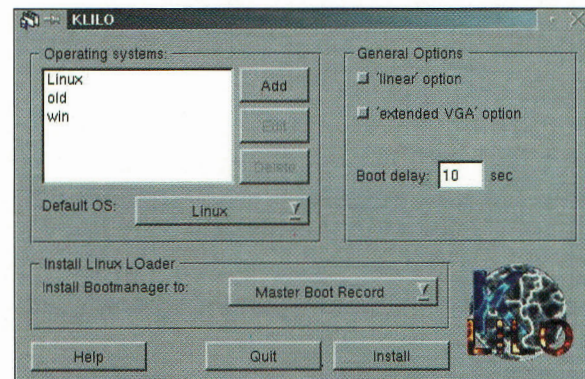 KLILO
Operating systems:
Linux
old
win
Add
Edit
Delete
Default OS:
Linux
General Options
'linear' option
'extended VGA' option
Boot delay: 10 sec
Install Linux LOader
Install Bootmanager to:
Master Boot Record
K
LILO
Help
Quit
Install